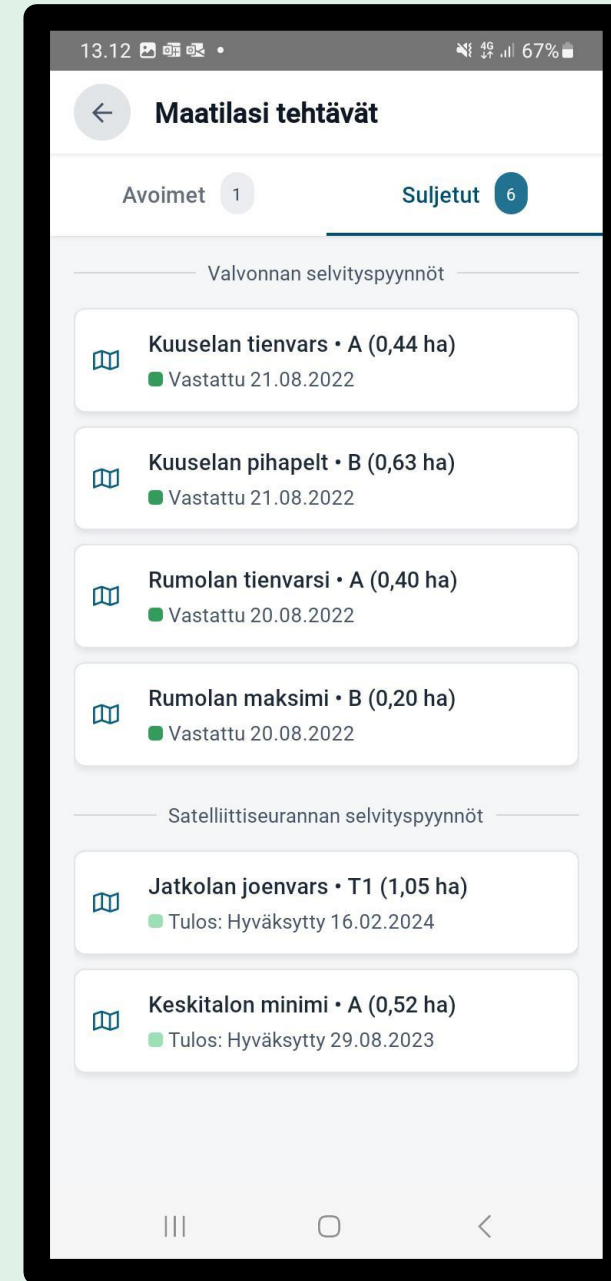 13.12 4G 67%
Maatilasi tehtävät
Avoimet 1 Suljetut 6
Valvonnan selvityspyynnöt
Kuuselan tienvars • A (0,44 ha)
Vastattu 21.08.2022
Kuuselan pihapelt • B (0,63 ha)
Vastattu 21.08.2022
Rumolan tienvarsi • A (0,40 ha)
Vastattu 20.08.2022
Rumolan maksimi • B (0,20 ha)
Vastattu 20.08.2022
Satelliittiseurannan selvityspyynnöt
Jatkolan joenvars • T1 (1,05 ha)
Tulos: Hyväksytty 16.02.2024
Keskitalon minimi • A (0,52 ha)
Tulos: Hyväksytty 29.08.2023